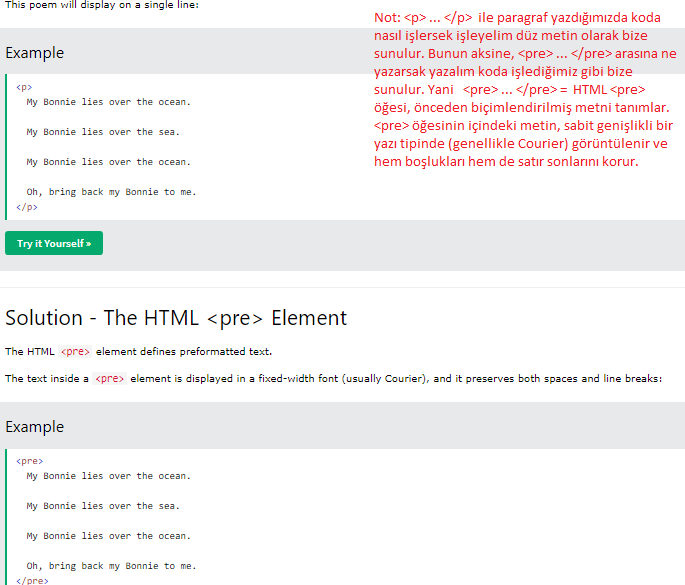 This poem will display on a single line:
Not: <p> ... </p>  ile paragraf yazdığımızda koda
nasıl işlersek işleyelim düz metin olarak bize
sunulur. Bunun aksine, <pre> ... </pre> arasına ne
yazarsak yazalım koda işlediğimiz gibi bize
sunulur. Yani  <pre> ... </pre> = HTML <pre>
öğesi, önceden biçimlendirilmiş metni tanımlar.
<pre> öğesinin içindeki metin, sabit genişlikli bir
yazı tipinde (genellikle Courier) görüntülenir ve
hem boşlukları hem de satır sonlarını korur.
Example
<p>
My Bonnie lies over the ocean.
My Bonnie lies over the sea.
My Bonnie lies over the ocean.
Oh, bring back my Bonnie to me.
</p>
Try it Yourself »
Solution - The HTML <pre> Element
The HTML <pre> element defines preformatted text.
The text inside a <pre> element is displayed in a fixed-width font (usually Courier), and it preserves both spaces and line breaks:
Example
<pre>
My Bonnie lies over the ocean.
My Bonnie lies over the sea.
My Bonnie lies over the ocean.
Oh, bring back my Bonnie to me.
</pre>